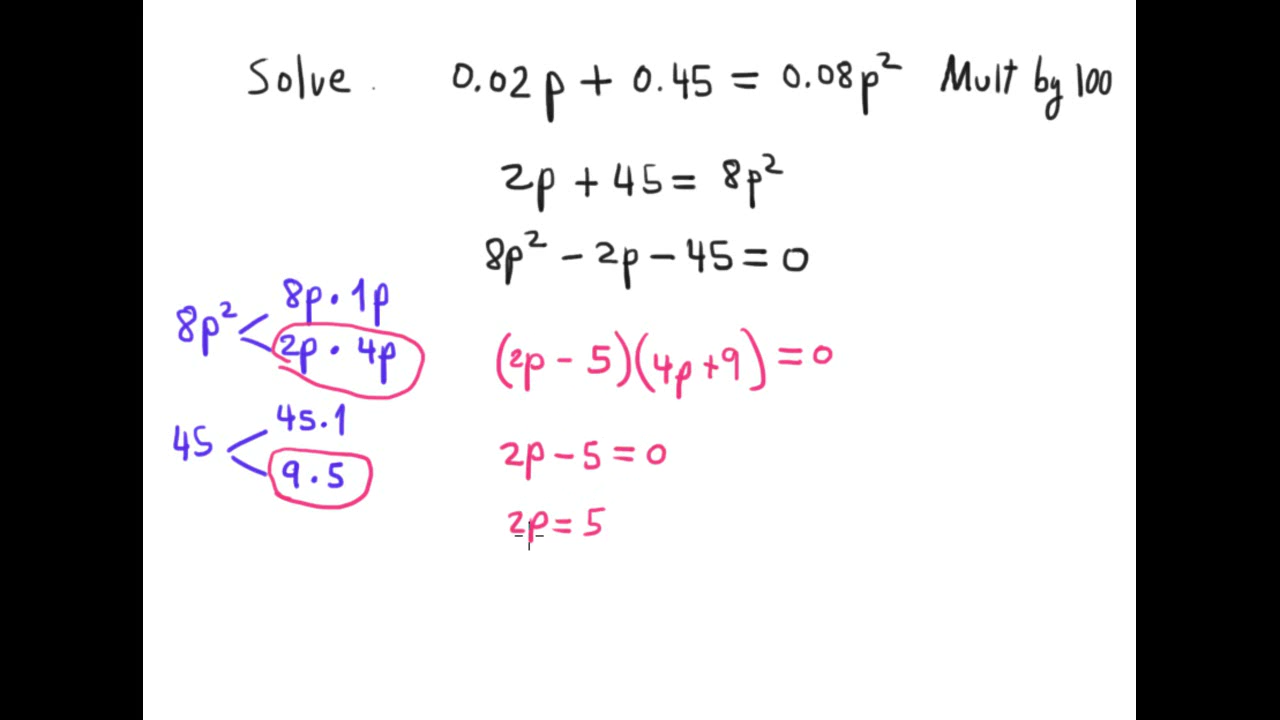 Solve 0.02p + 0.45 = 0.08p² Mult by 100
2p + 45 = 8p²
8p² - 2p - 45 = 0
8p² < 8p · 1p
2p · 4p
(2p - 5)(4p + 9) = 0
45 < 45 · 1
9 · 5
2p - 5 = 0
2p = 5